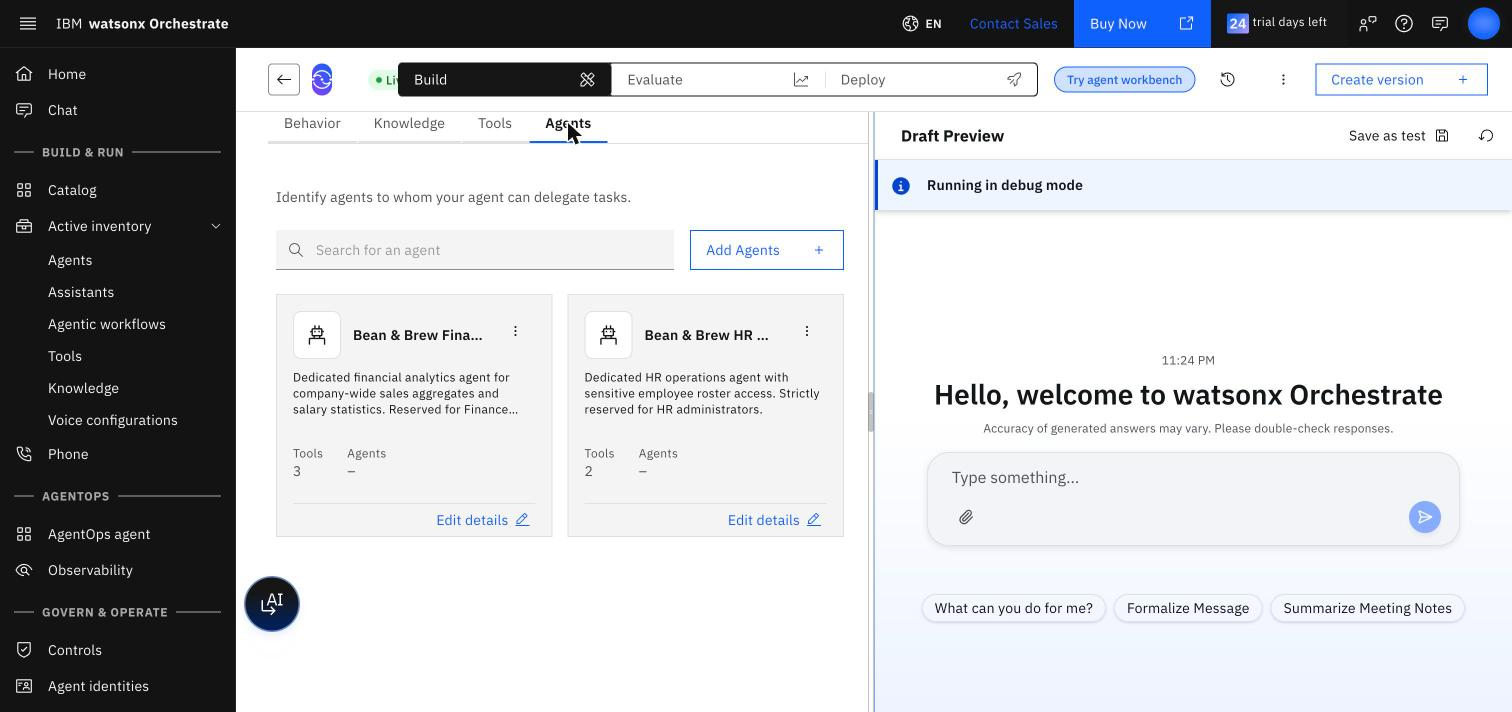 IBM watsonx Orchestrate
EN
Contact Sales
Buy Now
24 trial days left
Home
Chat
BUILD & RUN
Catalog
Active inventory
Agents
Assistants
Agentic workflows
Tools
Knowledge
Voice configurations
Phone
AGENTOPS
AgentOps agent
Observability
GOVERN & OPERATE
Controls
Agent identities
Build
Evaluate
Deploy
Try agent workbench
Create version
Behavior
Knowledge
Tools
Agents
Identify agents to whom your agent can delegate tasks.
Search for an agent
Add Agents
Bean & Brew Fina...
Dedicated financial analytics agent for
company-wide sales aggregates and
salary statistics. Reserved for Finance...
Tools
Agents
3
–
Edit details
Bean & Brew HR ...
Dedicated HR operations agent with
sensitive employee roster access. Strictly
reserved for HR administrators.
Tools
Agents
2
–
Edit details
AI
Draft Preview
Save as test
Running in debug mode
11:24 PM
Hello, welcome to watsonx Orchestrate
Accuracy of generated answers may vary. Please double-check responses.
Type something...
What can you do for me?
Formalize Message
Summarize Meeting Notes